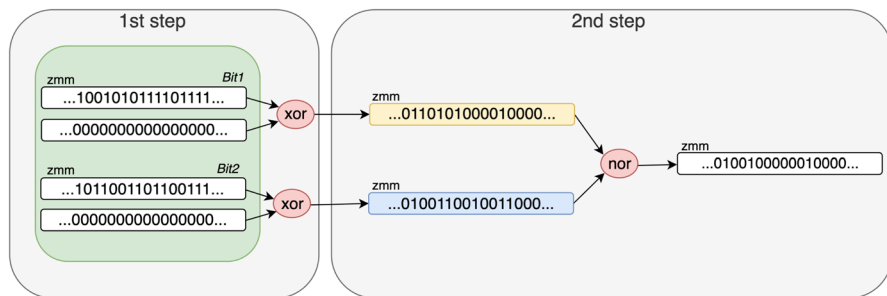 1st step
2nd step
zmm
Bit1
...1001010111101111...
xor
...0000000000000000...
zmm
Bit2
...1011001101100111...
xor
...0000000000000000...
zmm
...0110101000010000...
zmm
...0100110010011000...
nor
zmm
...0100100000010000...